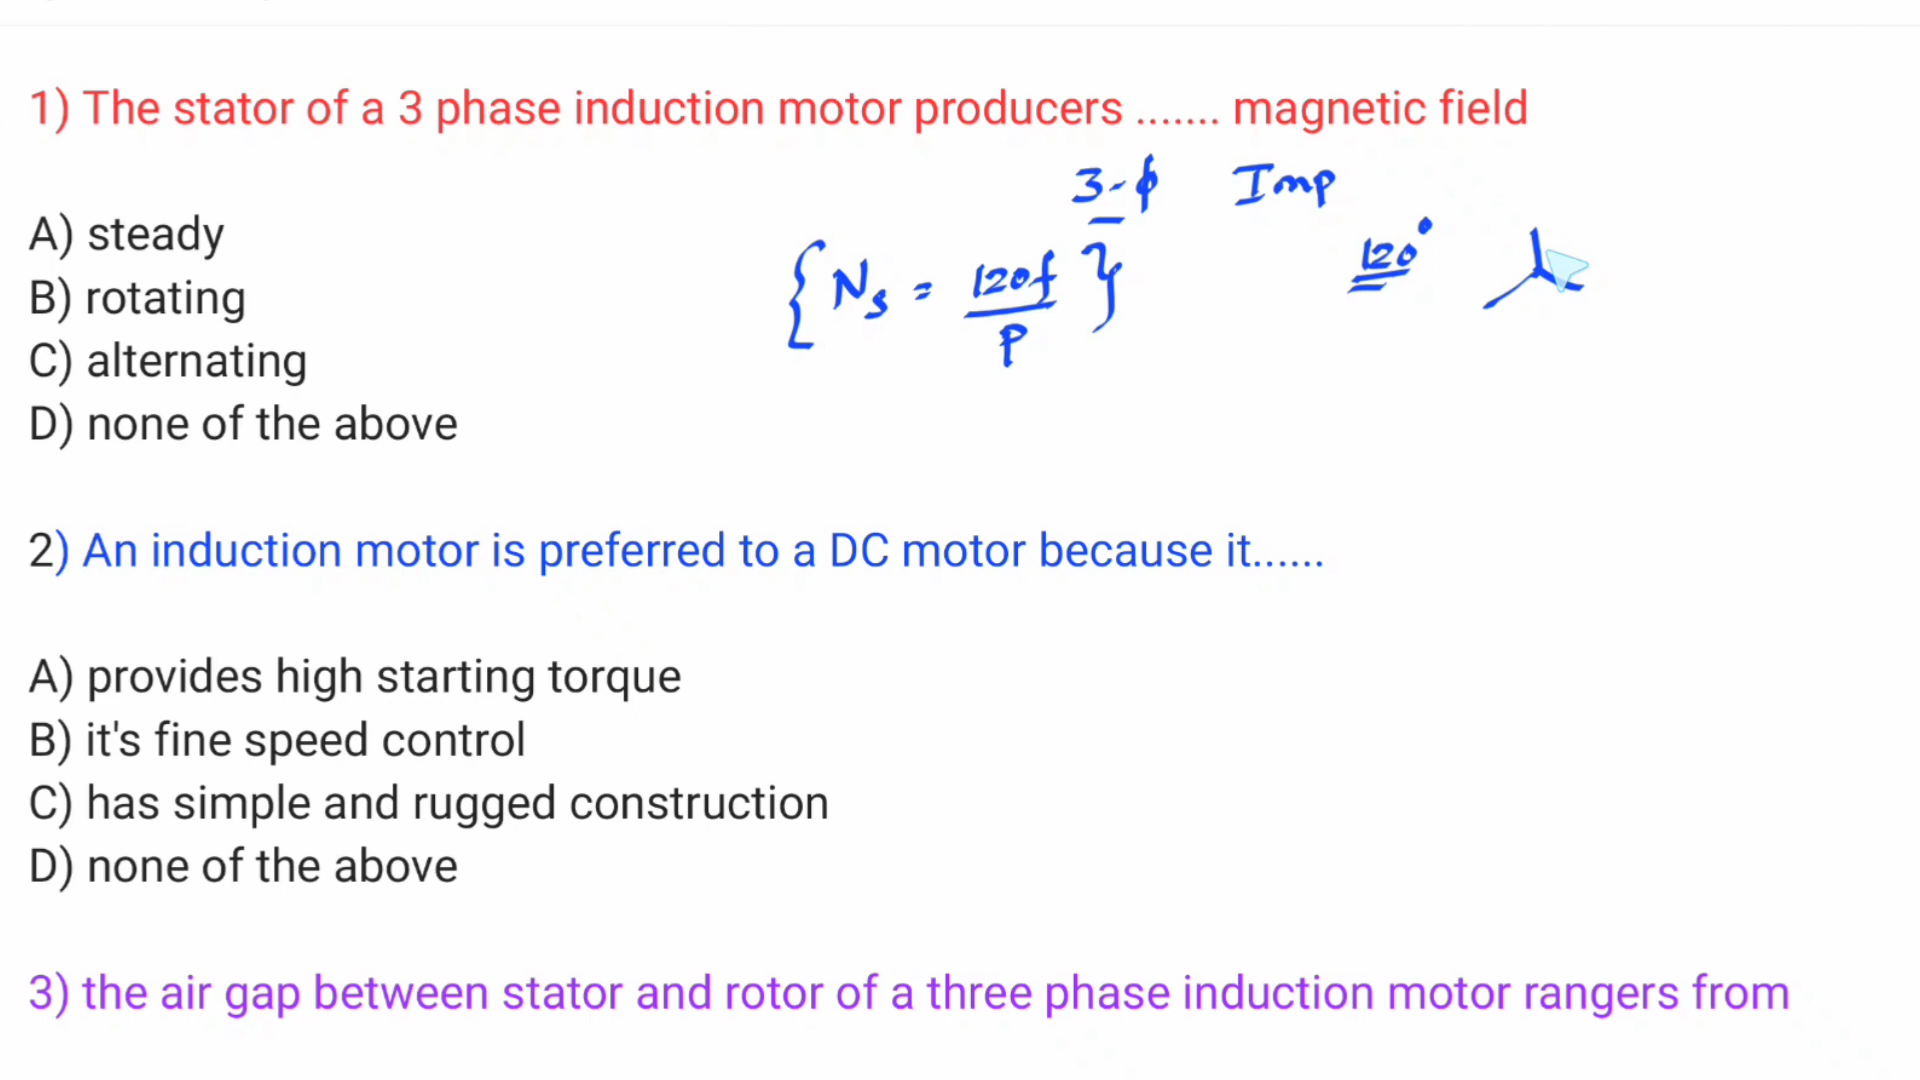 1) The stator of a 3 phase induction motor producers ....... magnetic field
3-ϕ Imp
A) steady
120°
B) rotating
{Ns = 120f/P}
C) alternating
D) none of the above
2) An induction motor is preferred to a DC motor because it......
A) provides high starting torque
B) it's fine speed control
C) has simple and rugged construction
D) none of the above
3) the air gap between stator and rotor of a three phase induction motor rangers from